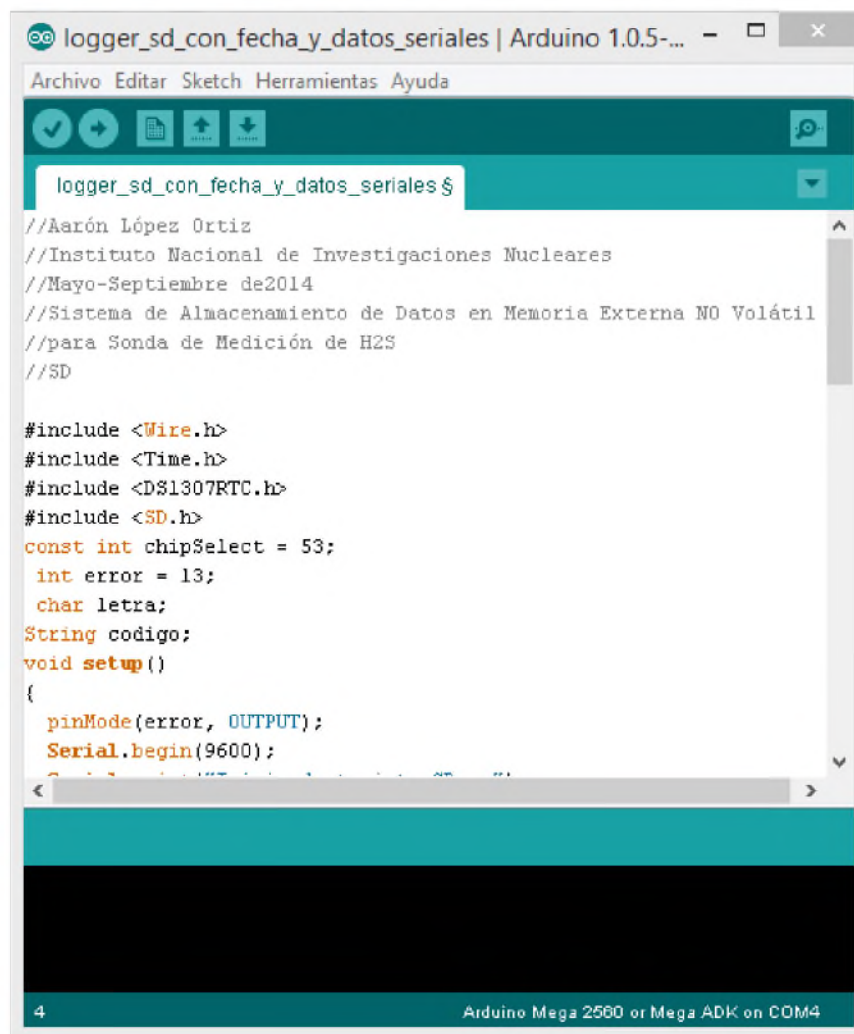 logger_sd_con_fecha_y_datos_seriales | Arduino 1.0.5-...
Archivo Editar Sketch Herramientas Ayuda
logger_sd_con_fecha_y_datos_seriales §
//Aarón López Ortiz
//Instituto Nacional de Investigaciones Nucleares
//Mayo-Septiembre de2014
//Sistema de Almacenamiento de Datos en Memoria Externa NO Volátil
//para Sonda de Medición de H2S
//SD
#include <Wire.h>
#include <Time.h>
#include <DS1307RTC.h>
#include <SD.h>
const int chipSelect = 53;
int error = 13;
char letra;
String codigo;
void setup()
{
pinMode(error, OUTPUT);
Serial.begin(9600);
4
Arduino Mega 2560 or Mega ADK on COM4